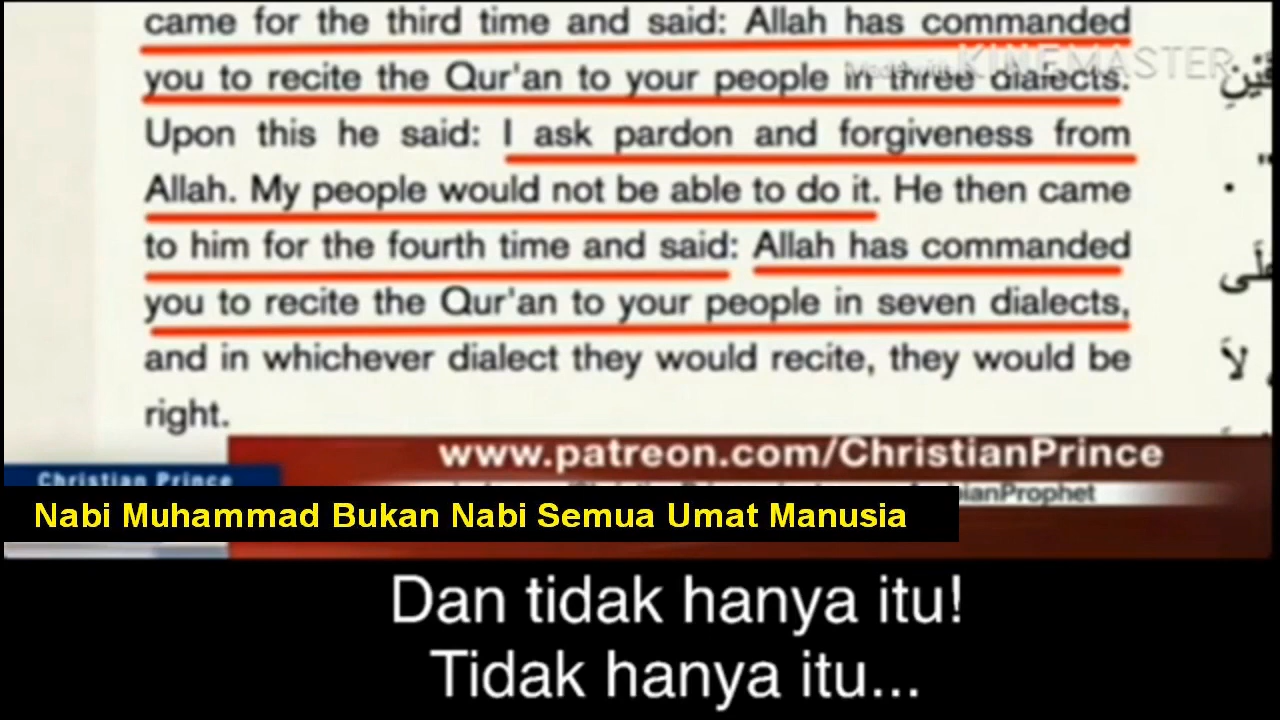 came for the third time and said: Allah has commanded
you to recite the Qur'an to your people in three dialects.
KINEMASTER
Upon this he said: I ask pardon and forgiveness from
Allah. My people would not be able to do it. He then came
to him for the fourth time and said: Allah has commanded
you to recite the Qur'an to your people in seven dialects,
and in whichever dialect they would recite, they would be
right.
www.patreon.com/ChristianPrince
Christian Prince
Nabi Muhammad Bukan Nabi Semua Umat Manusia
Dan tidak hanya itu!
Tidak hanya itu...